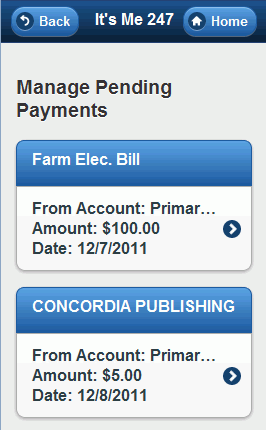 Back
It's Me 247
Home
Manage Pending
Payments
Farm Elec. Bill
From Account: Primar...
Amount: $100.00
Date: 12/7/2011
CONCORDIA PUBLISHING
From Account: Primar...
Amount: $5.00
Date: 12/8/2011